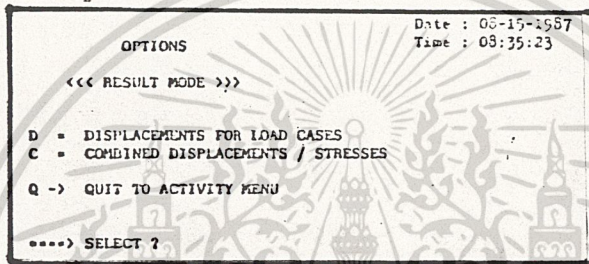 Date : 08-15-1987
OPTIONS
Time : 08:35:23
<<< RESULT MODE >>>
D = DISPLACEMENTS FOR LOAD CASES
C = COMBINED DISPLACEMENTS / STRESSES
Q -> QUIT TO ACTIVITY MENU
====> SELECT ?